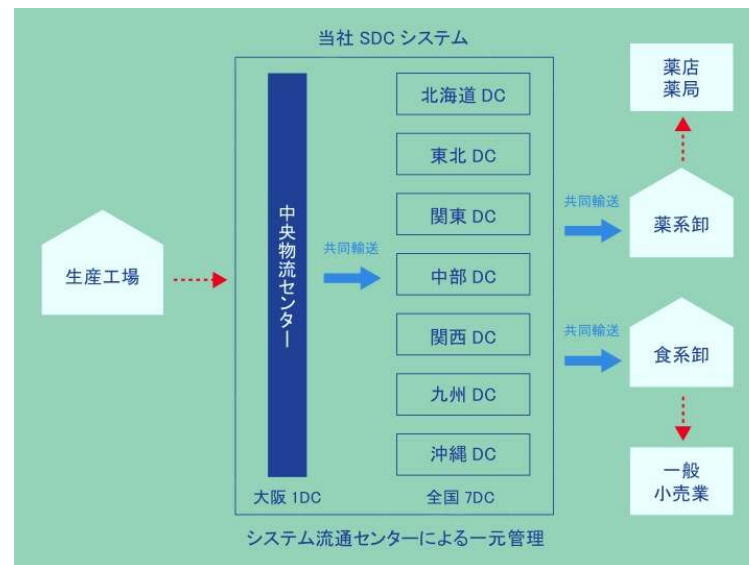 当社 SDC システム
生産工場
中央物流センター
大阪 1DC
共同輸送
北海道 DC
東北 DC
関東 DC
中部 DC
関西 DC
九州 DC
沖縄 DC
全国 7DC
システム流通センターによる一元管理
共同輸送
薬店
薬局
薬系卸
共同輸送
食系卸
一般
小売業